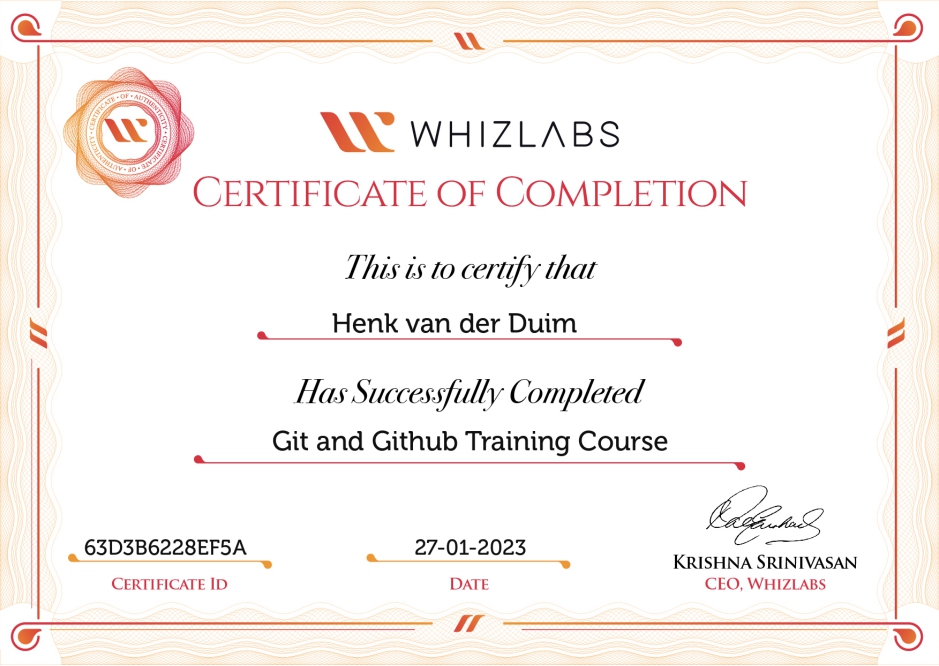 CERTIFICATE • OF • AUTHENTICITY • CERTIFICATE • OF • AUTHENTICITY •
WHIZLABS
CERTIFICATE OF COMPLETION
This is to certify that
Henk van der Duim
Has Successfully Completed
Git and Github Training Course
63D3B6228EF5A
27-01-2023
KRISHNA SRINIVASAN
CERTIFICATE ID
DATE
CEO, WHIZLABS